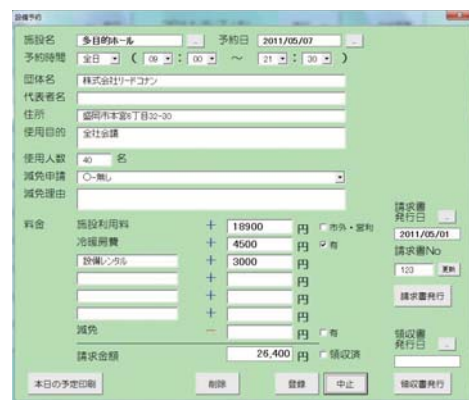 設備予約
施設名 多目的ホール ... 予約日 2011/05/07 ...
予約時間 全日 ( 09 : 00 ～ 21 : 30 )
団体名 株式会社リードコナン
代表者名
住所 盛岡市本宮6丁目32-30
使用目的 全社会議
使用人数 40 名
減免申請 0-無し
減免理由
料金 施設利用料 + 18900 円 市外・営利
冷暖房費 + 4500 円 有
設備レンタル + 3000 円
+ 円
+ 円
+ 円
減免 - 円 有
請求金額 26,400 円 領収済
請求書
発行日 ...
2011/05/01
請求書No
123 更新
請求書発行
領収書
発行日 ...
本日の予定印刷 削除 登録 中止 領収書発行